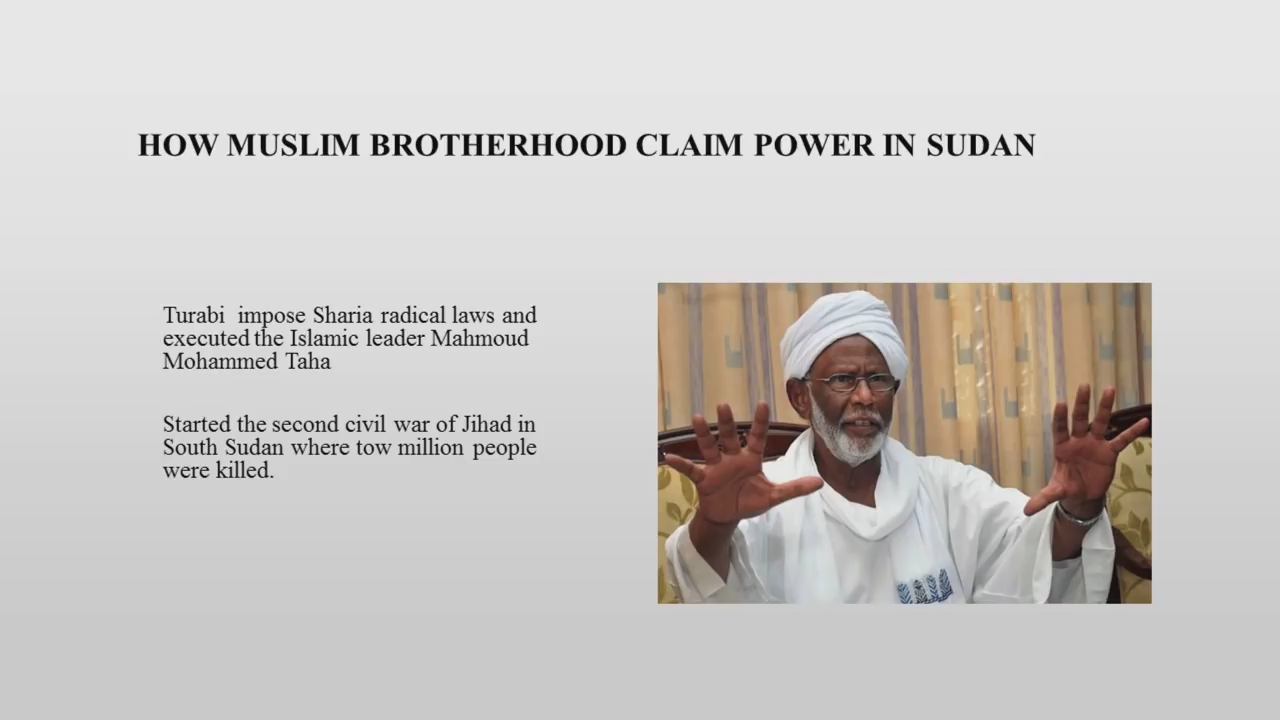 HOW MUSLIM BROTHERHOOD CLAIM POWER IN SUDAN
Turabi impose Sharia radical laws and
executed the Islamic leader Mahmoud
Mohammed Taha
Started the second civil war of Jihad in
South Sudan where tow million people
were killed.